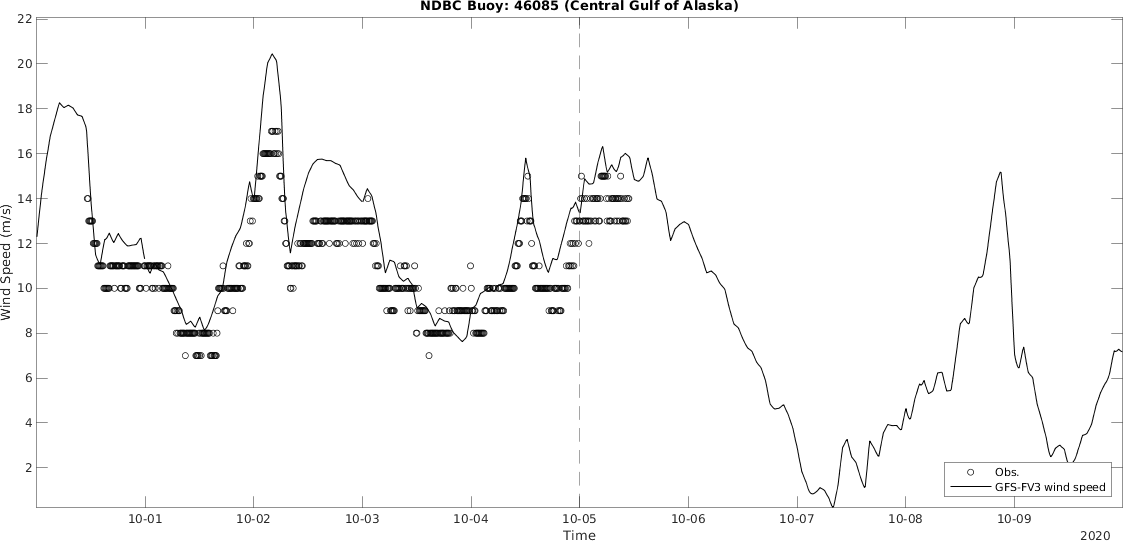 NDBC Buoy: 46085 (Central Gulf of Alaska)
22
20
18
16
14
12
10
8
6
4
2
Wind Speed (m/s)
Obs.
GFS-FV3 wind speed
10-01 10-02 10-03 10-04 10-05 10-06 10-07 10-08 10-09
Time
2020